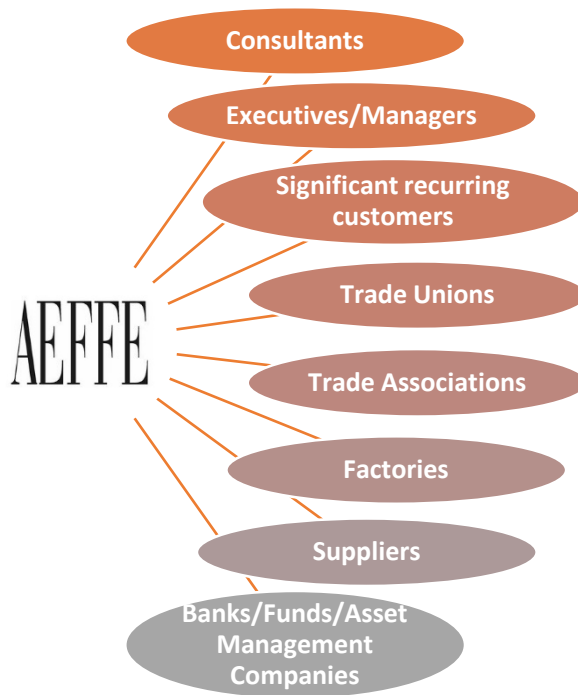 Consultants
Executives/Managers
Significant recurring
customers
Trade Unions
AEFFE
Trade Associations
Factories
Suppliers
Banks/Funds/Asset
Management
Companies